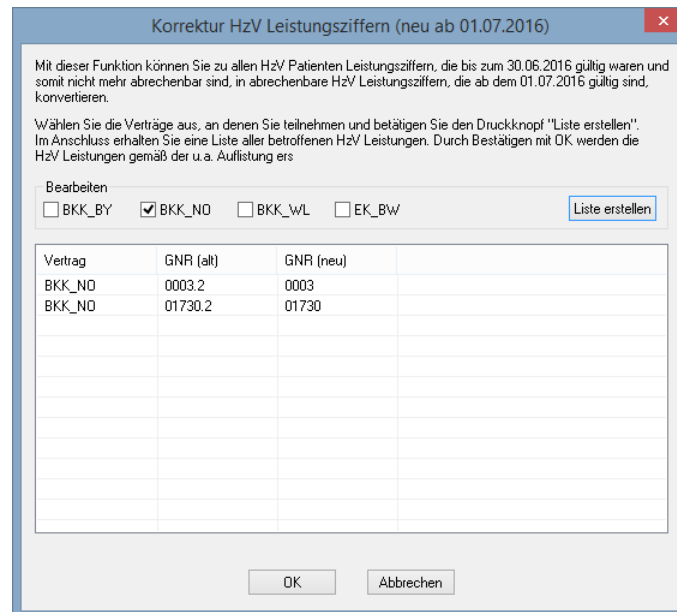 Korrektur HzV Leistungsziffern (neu ab 01.07.2016)
Mit dieser Funktion können Sie zu allen HzV Patienten Leistungsziffern, die bis zum 30.06.2016 gültig waren und
somit nicht mehr abrechenbar sind, in abrechenbare HzV Leistungsziffern, die ab dem 01.07.2016 gültig sind,
konvertieren.
Wählen Sie die Verträge aus, an denen Sie teilnehmen und betätigen Sie den Druckknopf "Liste erstellen".
Im Anschluss erhalten Sie eine Liste aller betroffenen HzV Leistungen. Durch Bestätigen mit OK werden die
HzV Leistungen gemäß der u.a. Auflistung ers
Bearbeiten
BKK_BY BKK_NO BKK_WL EK_BW Liste erstellen
Vertrag GNR (alt) GNR (neu)
BKK_NO 0003.2 0003
BKK_NO 01730.2 01730
OK Abbrechen